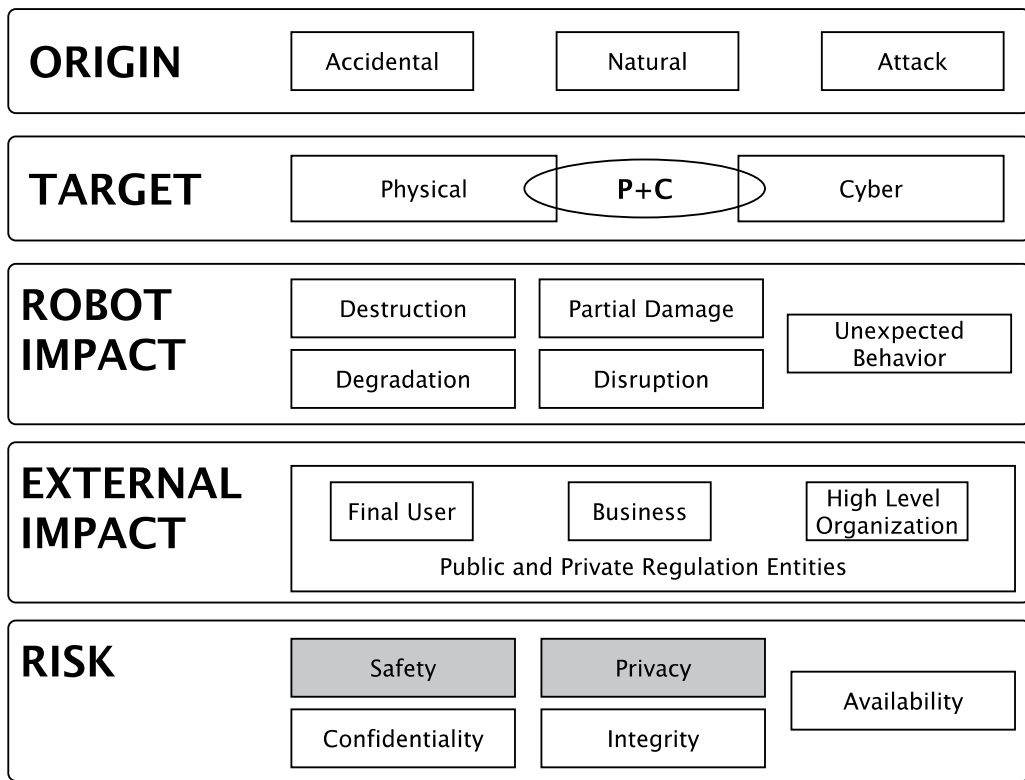 ORIGIN
Accidental
Natural
Attack
TARGET
Physical
P+C
Cyber
ROBOT
IMPACT
Destruction
Partial Damage
Unexpected
Behavior
Degradation
Disruption
EXTERNAL
IMPACT
Final User
Business
High Level
Organization
Public and Private Regulation Entities
RISK
Safety
Privacy
Availability
Confidentiality
Integrity